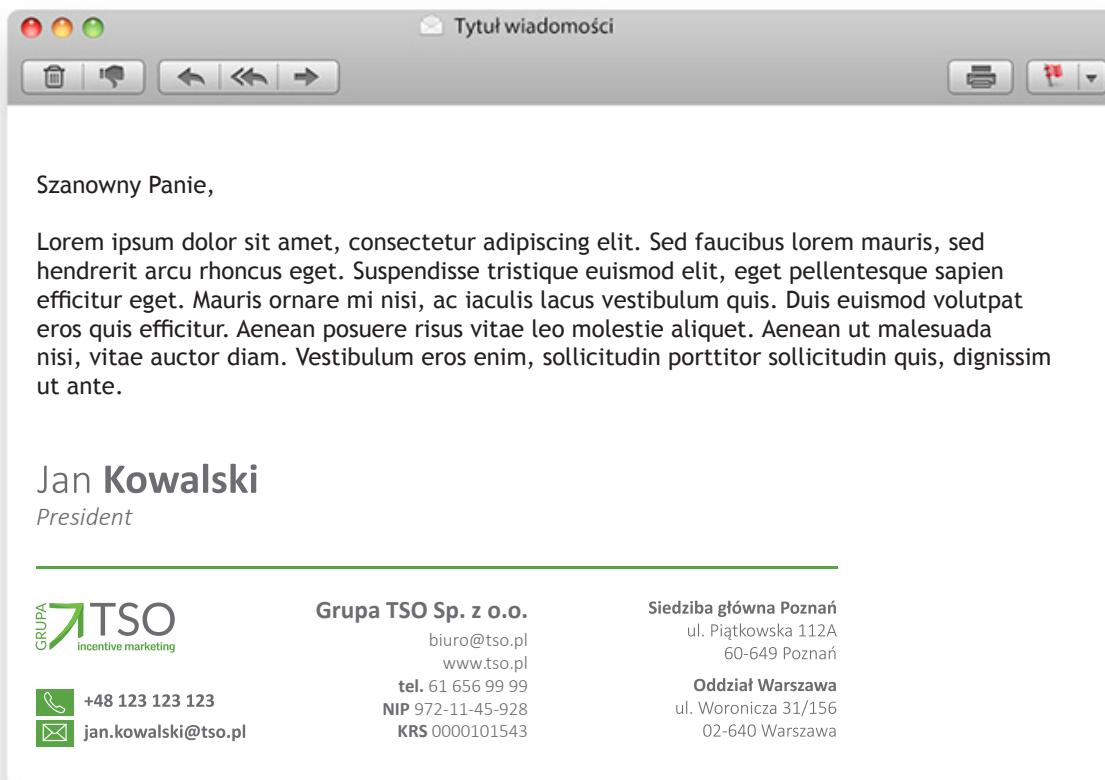 Tytuł wiadomości
Szanowny Panie,
Lorem ipsum dolor sit amet, consectetur adipiscing elit. Sed faucibus lorem mauris, sed
hendrerit arcu rhoncus eget. Suspendisse tristique euismod elit, eget pellentesque sapien
efficitur eget. Mauris ornare mi nisi, ac iaculis lacus vestibulum quis. Duis euismod volutpat
eros quis efficitur. Aenean posuere risus vitae leo molestie aliquet. Aenean ut malesuada
nisi, vitae auctor diam. Vestibulum eros enim, sollicitudin porttitor sollicitudin quis, dignissim
ut ante.
Jan Kowalski
President
GRUPA TSO
incentive marketing
+48 123 123 123
jan.kowalski@tso.pl
Grupa TSO Sp. z o.o.
biuro@tso.pl
www.tso.pl
tel. 61 656 99 99
NIP 972-11-45-928
KRS 0000101543
Siedziba główna Poznań
ul. Piątkowska 112A
60-649 Poznań
Oddział Warszawa
ul. Woronicza 31/156
02-640 Warszawa